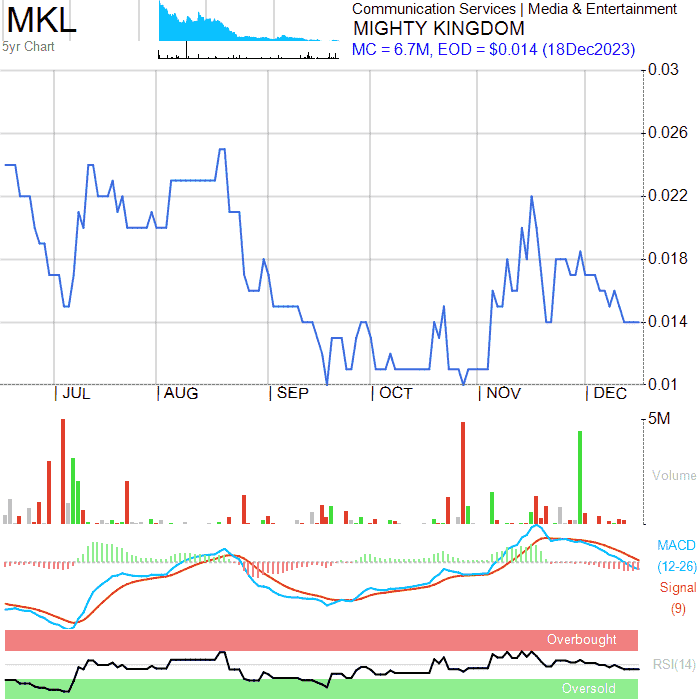 MKL
5yr Chart
Communication Services | Media & Entertainment
MIGHTY KINGDOM
MC = 6.7M, EOD = $0.014 (18Dec2023)
0.03
0.026
0.022
0.018
0.014
0.01
| JUL | AUG | SEP | OCT | NOV | DEC
5M
Volume
MACD
(12-26)
Signal
(9)
Overbought
RSI(14)
Oversold